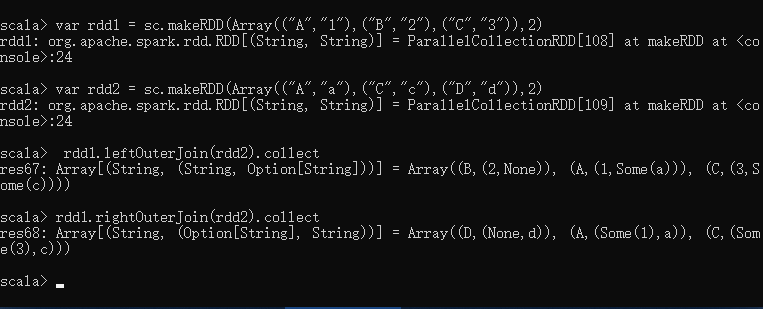 scala> var rdd1 = sc.makeRDD(Array(("A","1"),("B","2"),("C","3")),2)
rdd1: org.apache.spark.rdd.RDD[(String, String)] = ParallelCollectionRDD[108] at makeRDD at <co
nsole>:24
scala> var rdd2 = sc.makeRDD(Array(("A","a"),("C","c"),("D","d")),2)
rdd2: org.apache.spark.rdd.RDD[(String, String)] = ParallelCollectionRDD[109] at makeRDD at <co
nsole>:24
scala>  rdd1.leftOuterJoin(rdd2).collect
res67: Array[(String, (String, Option[String]))] = Array((B,(2,None)), (A,(1,Some(a))), (C,(3,S
ome(c))))
scala> rdd1.rightOuterJoin(rdd2).collect
res68: Array[(String, (Option[String], String))] = Array((D,(None,d)), (A,(Some(1),a)), (C,(Som
e(3),c)))
scala>